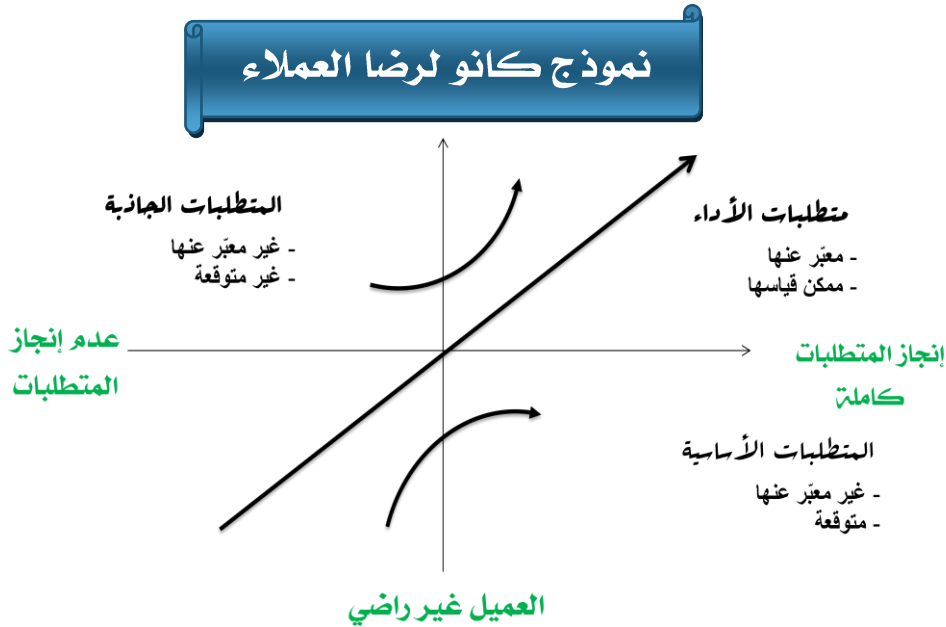 نموذج كانو لرضا العملاء
متطلبات الأداء
- معبّر عنها
- ممكن قياسها
المتطلبات الجاذبة
- غير معبّر عنها
- غير متوقعة
إنجاز المتطلبات
كاملة
عدم إنجاز
المتطلبات
المتطلبات الأساسية
- غير معبّر عنها
- متوقعة
العميل غير راضي